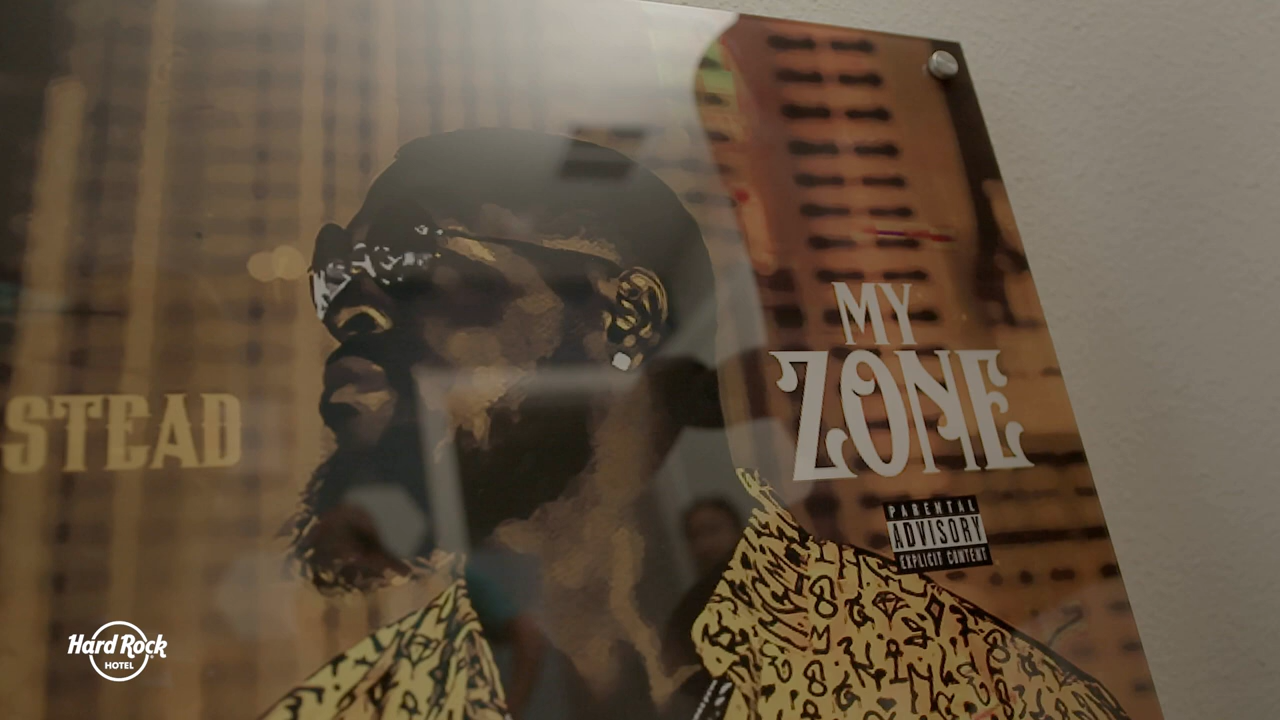 STEAD
MY
ZONE
PARENTAL
ADVISORY
EXPLICIT CONTENT
Hard Rock
HOTEL